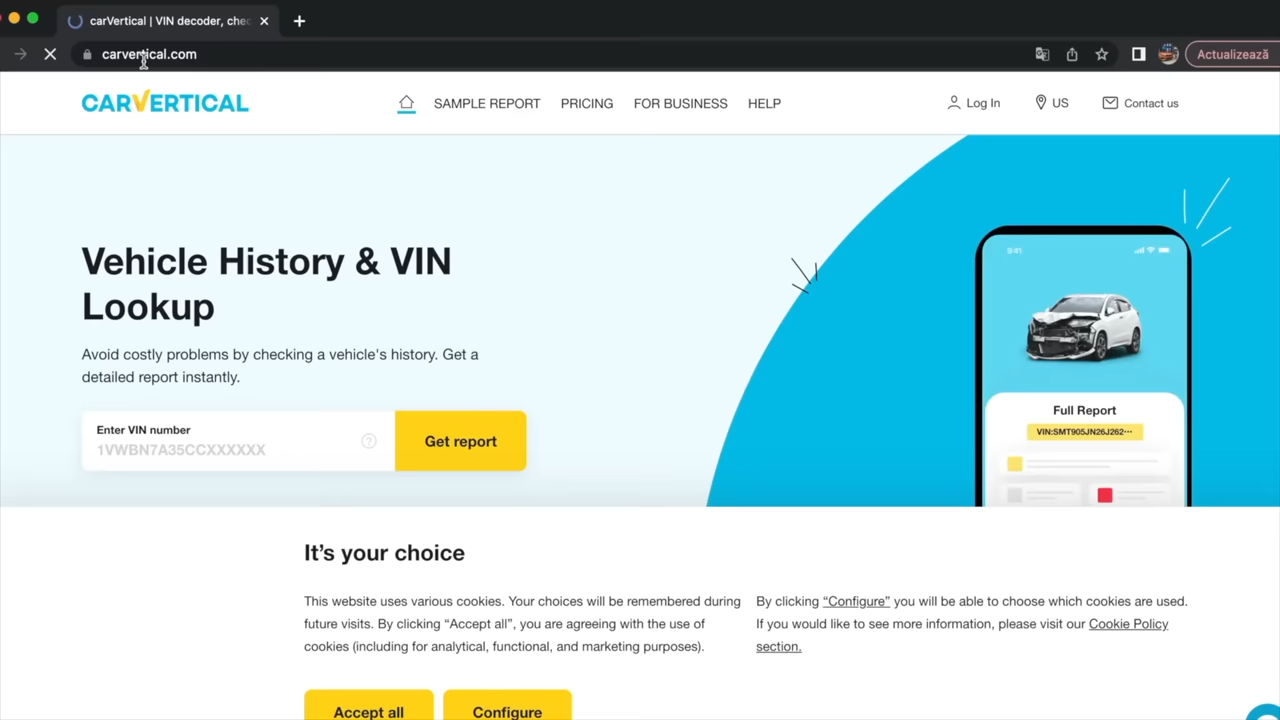 carVertical | VIN decoder, chec
carvertical.com
Actualizează
CARVERTICAL
SAMPLE REPORT
PRICING
FOR BUSINESS
HELP
Log In
US
Contact us
Vehicle History & VIN
Lookup
Avoid costly problems by checking a vehicle's history. Get a
detailed report instantly.
Enter VIN number
1VWBN7A35CCXXXXXX
?
Get report
9:41
Full Report
VIN:SMT905JN26J262···
It’s your choice
This website uses various cookies. Your choices will be remembered during
future visits. By clicking “Accept all”, you are agreeing with the use of
cookies (including for analytical, functional, and marketing purposes).
By clicking “Configure” you will be able to choose which cookies are used.
If you would like to see more information, please visit our Cookie Policy
section.
Accept all
Configure